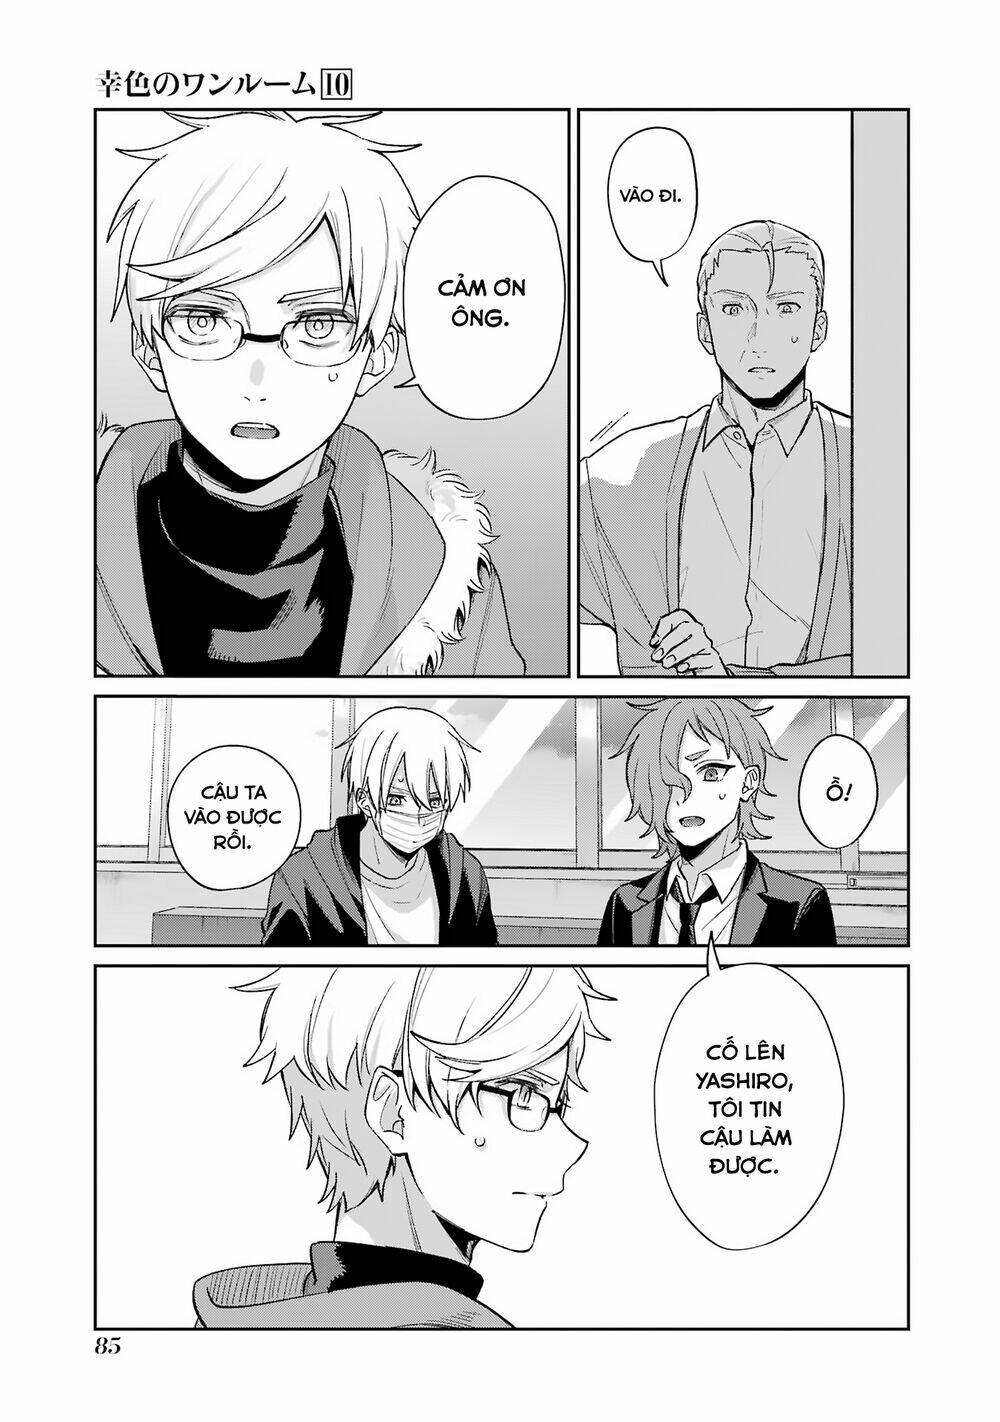 幸色のワンルーム10
VÀO ĐI.
CẢM ƠN
ÔNG.
Ồ!
CẬU TA
VÀO ĐƯỢC
RỒI.
CỐ LÊN
YASHIRO,
TÔI TIN
CẬU LÀM
ĐƯỢC.
85